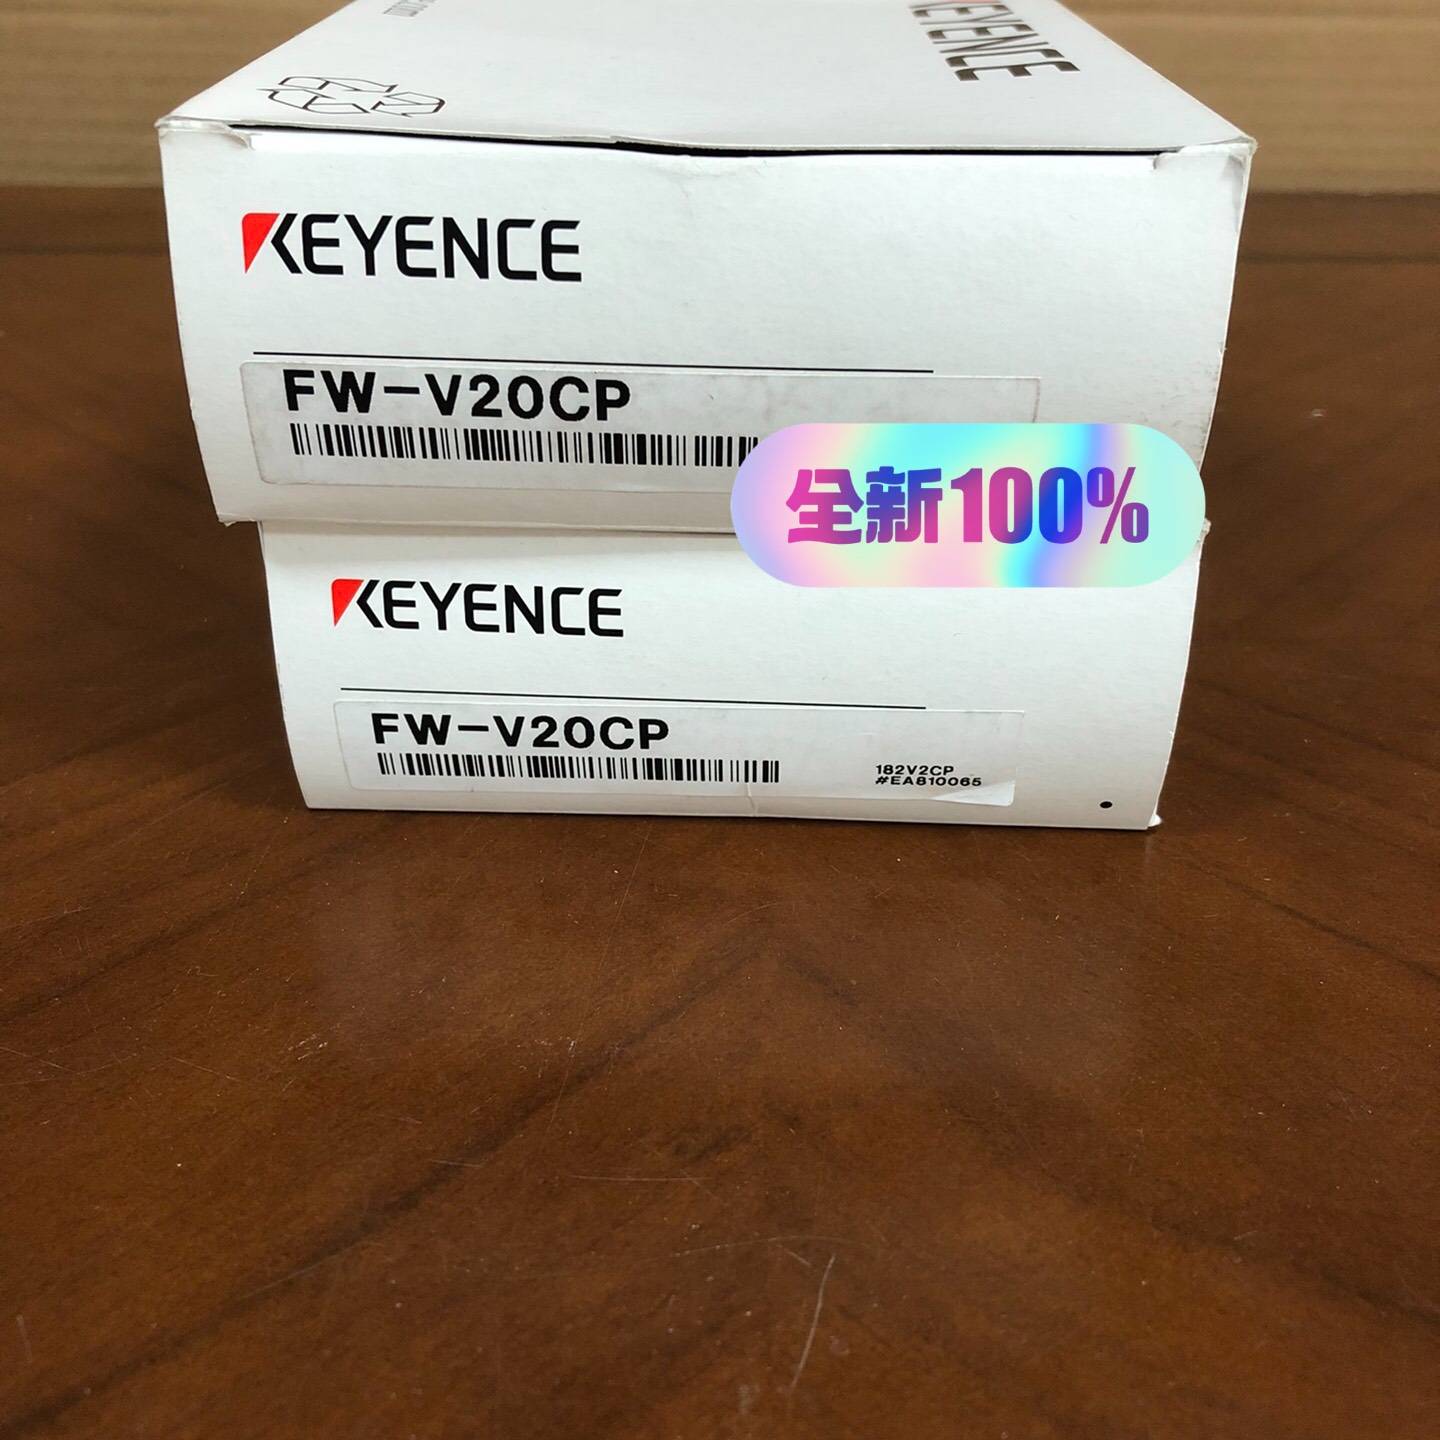 KEYENCE
KEYENCE
FW-V20CP
全新100%
KEYENCE
FW-V20CP
182V2CP
#EA810065